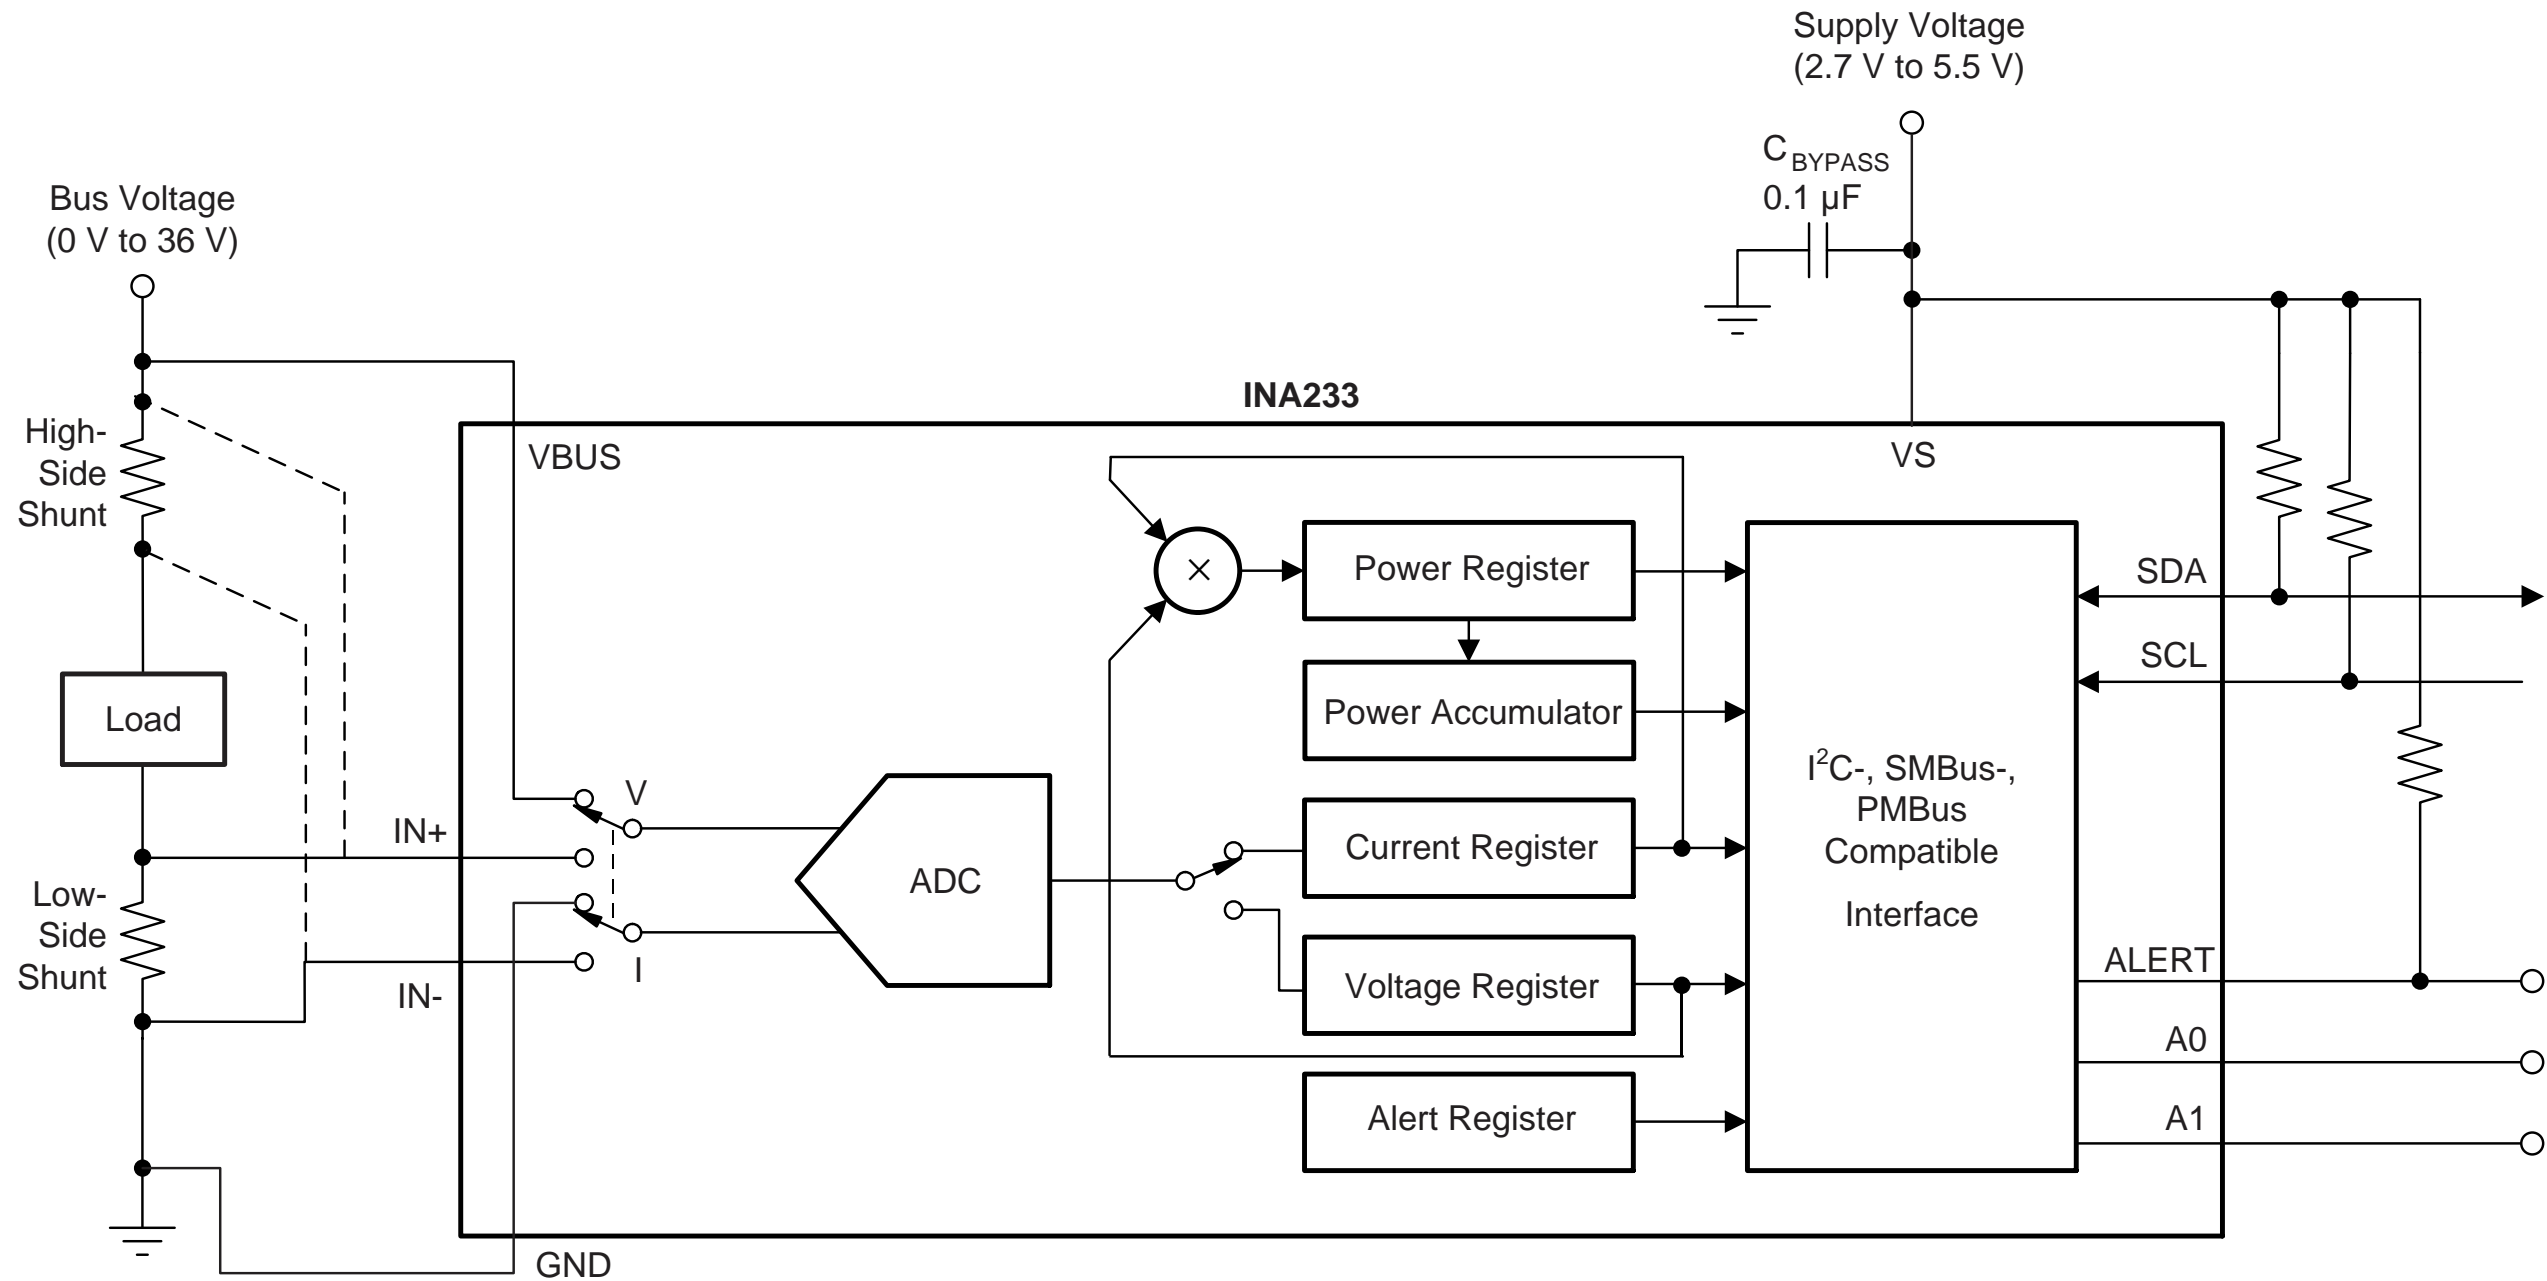 Supply Voltage
(2.7 V to 5.5 V)
C BYPASS
0.1 µF
Bus Voltage
(0 V to 36 V)
INA233
High-
Side
Shunt
VBUS
VS
Power Register
SDA
SCL
Load
Power Accumulator
V
IN+
I²C-, SMBus-,
PMBus
Compatible
Interface
Current Register
ADC
Low-
Side
Shunt
I
IN-
Voltage Register
ALERT
A0
Alert Register
A1
GND
×